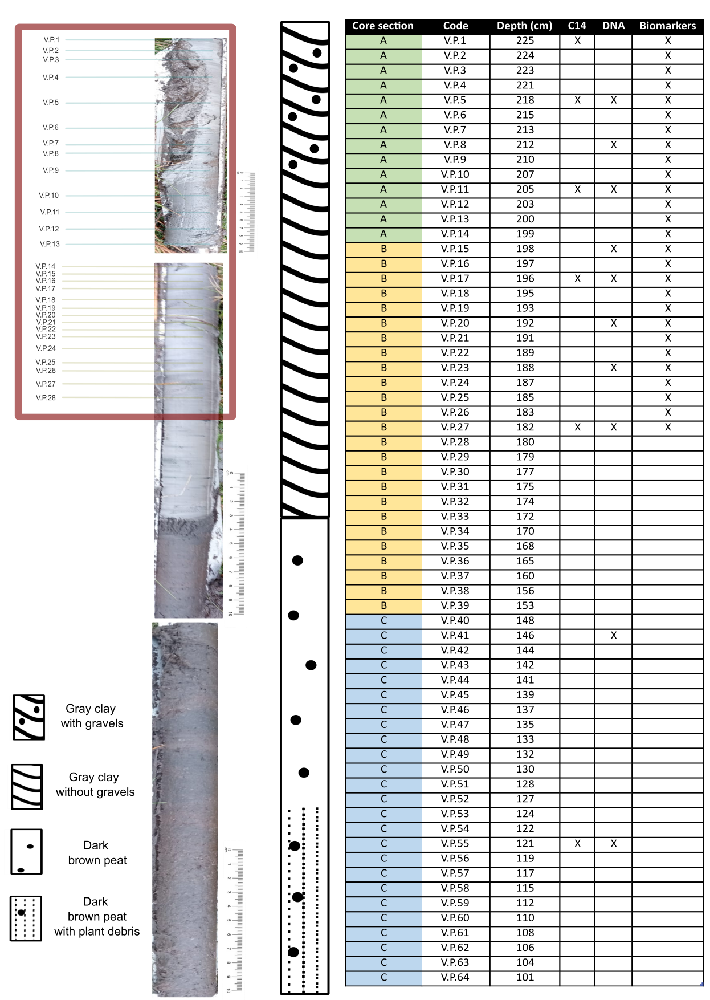 V.P.1
V.P.2
V.P.3
V.P.4
V.P.5
V.P.6
V.P.7
V.P.8
V.P.9
V.P.10
V.P.11
V.P.12
V.P.13
V.P.14
V.P.15
V.P.16
V.P.17
V.P.18
V.P.19
V.P.20
V.P.21
V.P.22
V.P.23
V.P.24
V.P.25
V.P.26
V.P.27
V.P.28
cm 0 1 2 3 4 5 6 7 8 9 10
cm 0 1 2 3 4 5 6 7 8 9 10
cm 0 1 2 3 4 5 6 7 8 9 10
Gray clay
with gravels
Gray clay
without gravels
Dark
brown peat
Dark
brown peat
with plant debris
Core section Code Depth (cm) C14 DNA Biomarkers
A V.P.1 225 X X
A V.P.2 224 X
A V.P.3 223 X
A V.P.4 221 X
A V.P.5 218 X X X
A V.P.6 215 X
A V.P.7 213 X
A V.P.8 212 X X
A V.P.9 210 X
A V.P.10 207 X
A V.P.11 205 X X X
A V.P.12 203 X
A V.P.13 200 X
A V.P.14 199 X
B V.P.15 198 X X
B V.P.16 197 X
B V.P.17 196 X X X
B V.P.18 195 X
B V.P.19 193 X
B V.P.20 192 X X
B V.P.21 191 X
B V.P.22 189 X
B V.P.23 188 X X
B V.P.24 187 X
B V.P.25 185 X
B V.P.26 183 X
B V.P.27 182 X X X
B V.P.28 180
B V.P.29 179
B V.P.30 177
B V.P.31 175
B V.P.32 174
B V.P.33 172
B V.P.34 170
B V.P.35 168
B V.P.36 165
B V.P.37 160
B V.P.38 156
B V.P.39 153
C V.P.40 148
C V.P.41 146 X
C V.P.42 144
C V.P.43 142
C V.P.44 141
C V.P.45 139
C V.P.46 137
C V.P.47 135
C V.P.48 133
C V.P.49 132
C V.P.50 130
C V.P.51 128
C V.P.52 127
C V.P.53 124
C V.P.54 122
C V.P.55 121 X X
C V.P.56 119
C V.P.57 117
C V.P.58 115
C V.P.59 112
C V.P.60 110
C V.P.61 108
C V.P.62 106
C V.P.63 104
C V.P.64 101